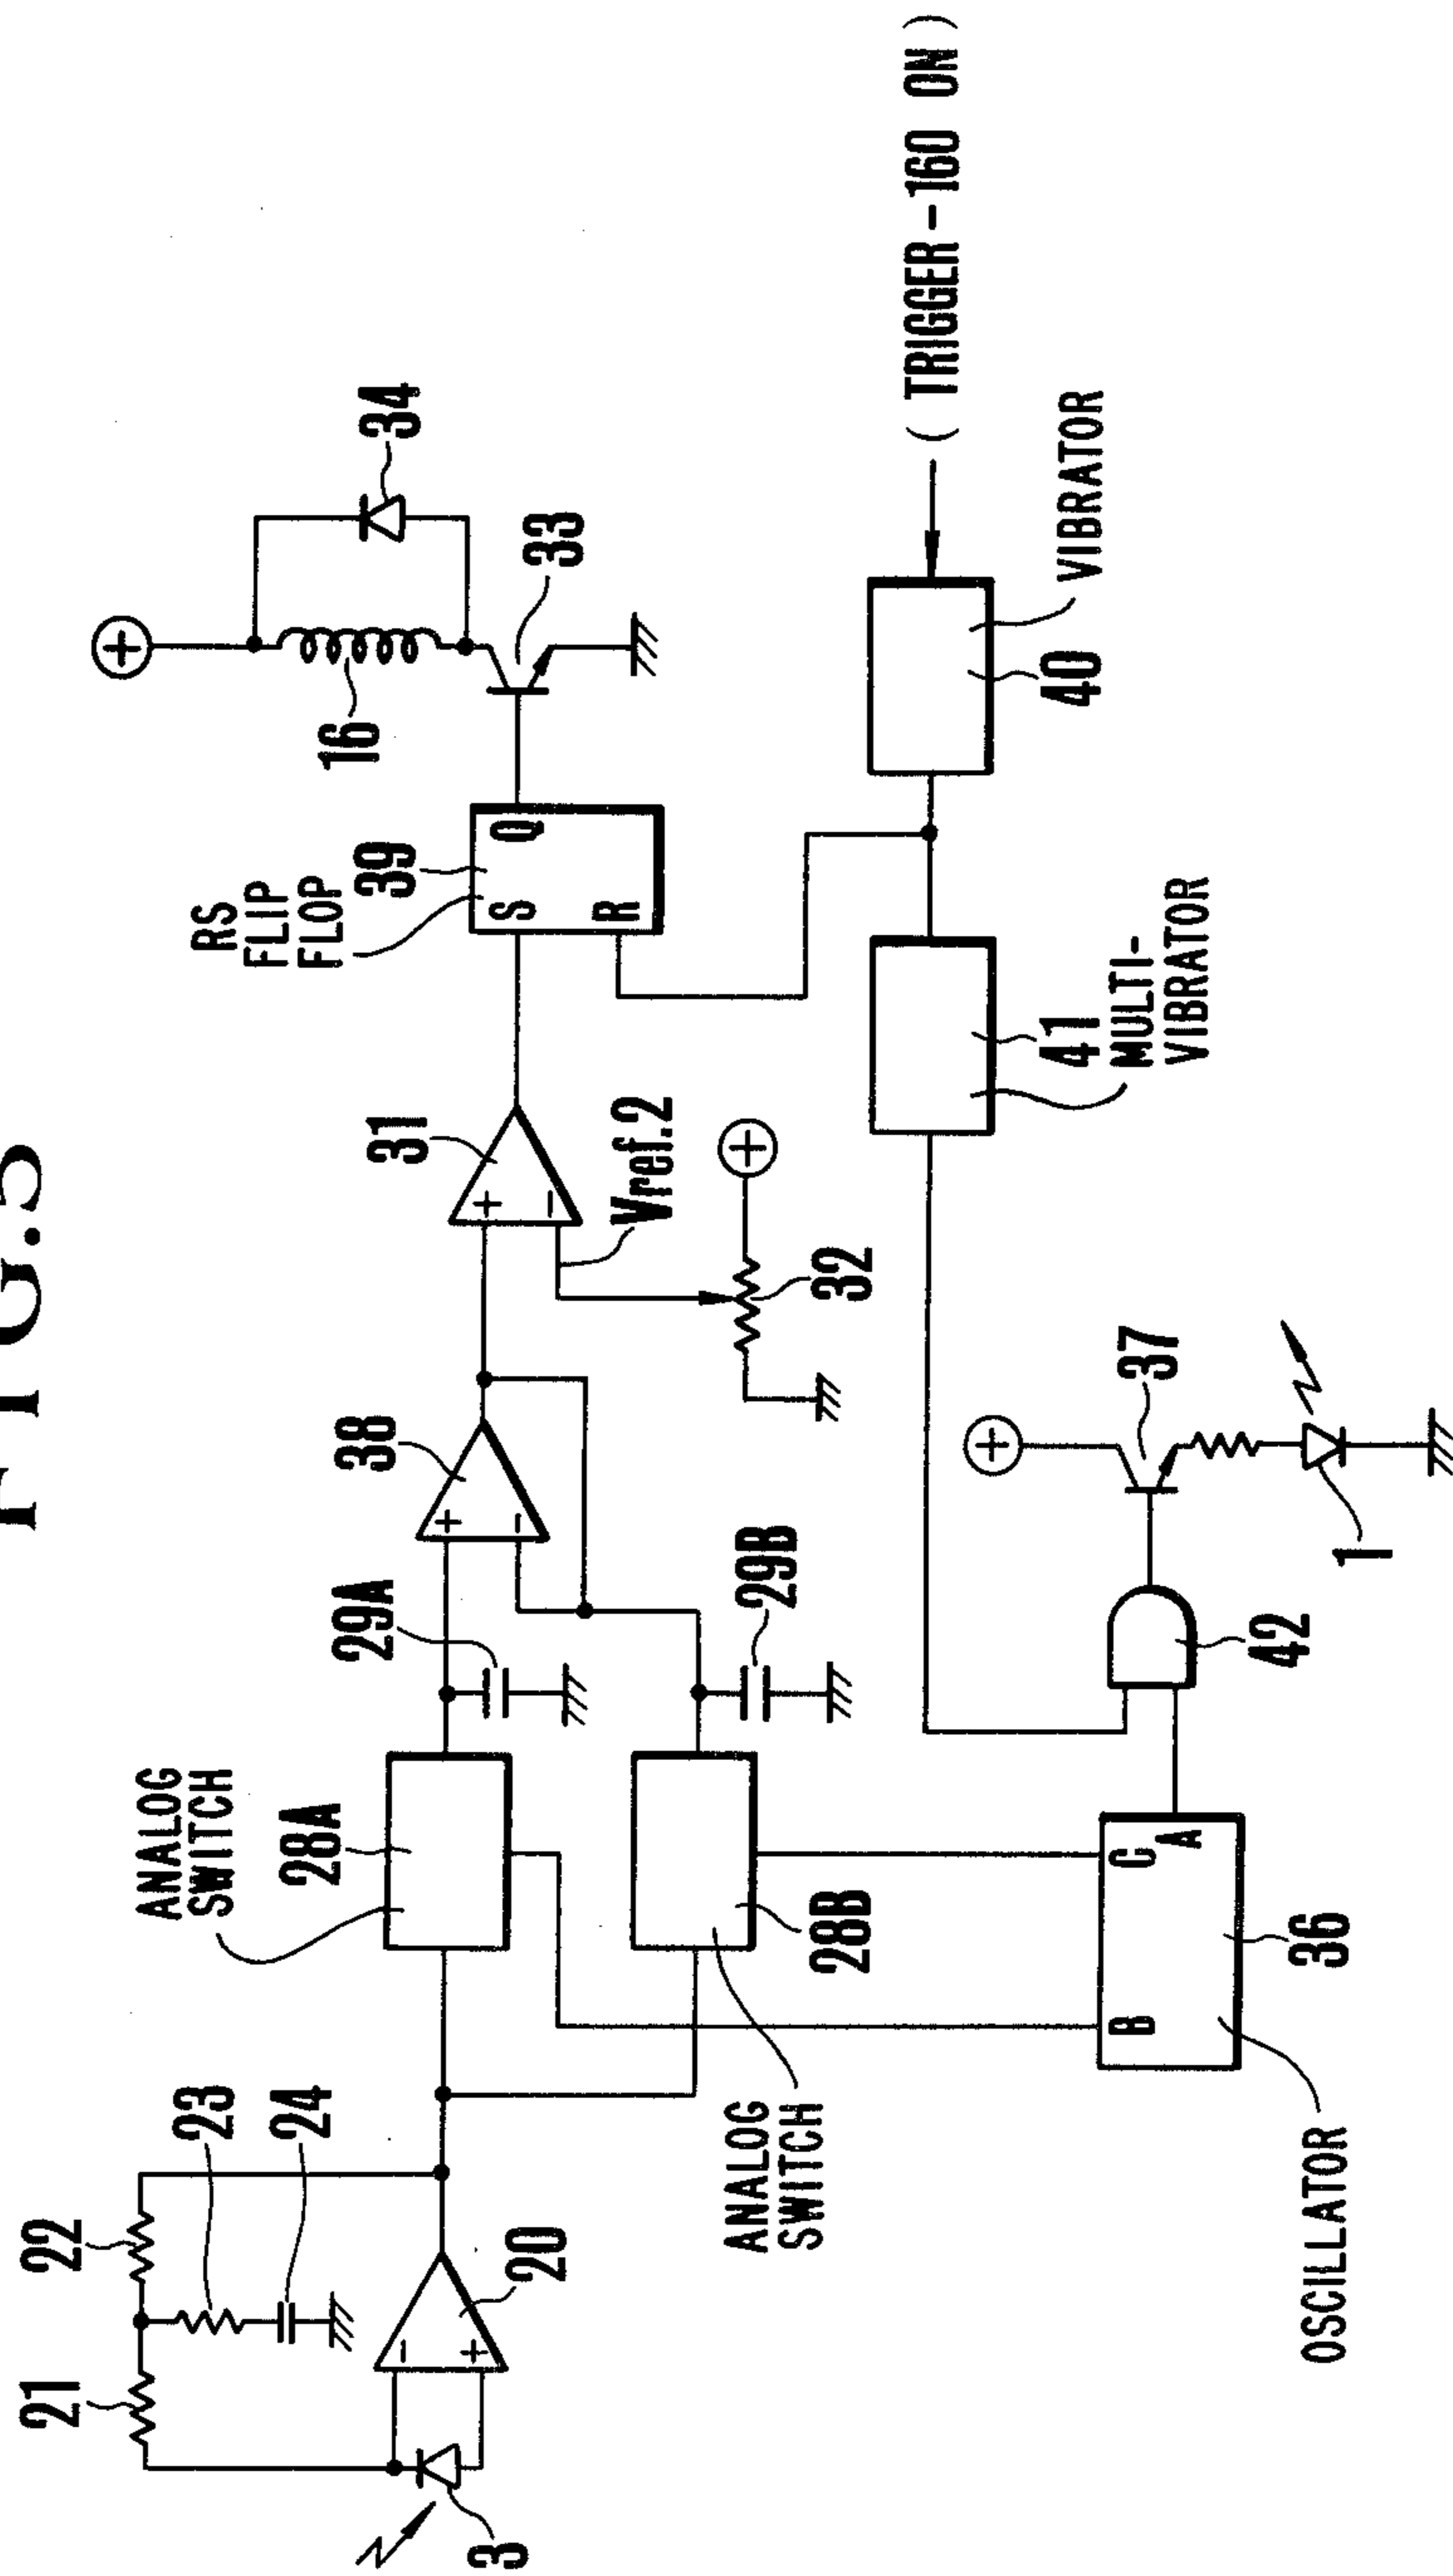 FIG.5
21
22
23
24
3
20
ANALOG
SWITCH
28A
29A
38
31
RS
FLIP
FLOP
39
S
Q
R
16
34
33
Vref.2
32
29B
28B
ANALOG
SWITCH
OSCILLATOR
36
B
C
A
42
37
1
41
MULTI-
VIBRATOR
40
VIBRATOR
( TRIGGER-160 ON )